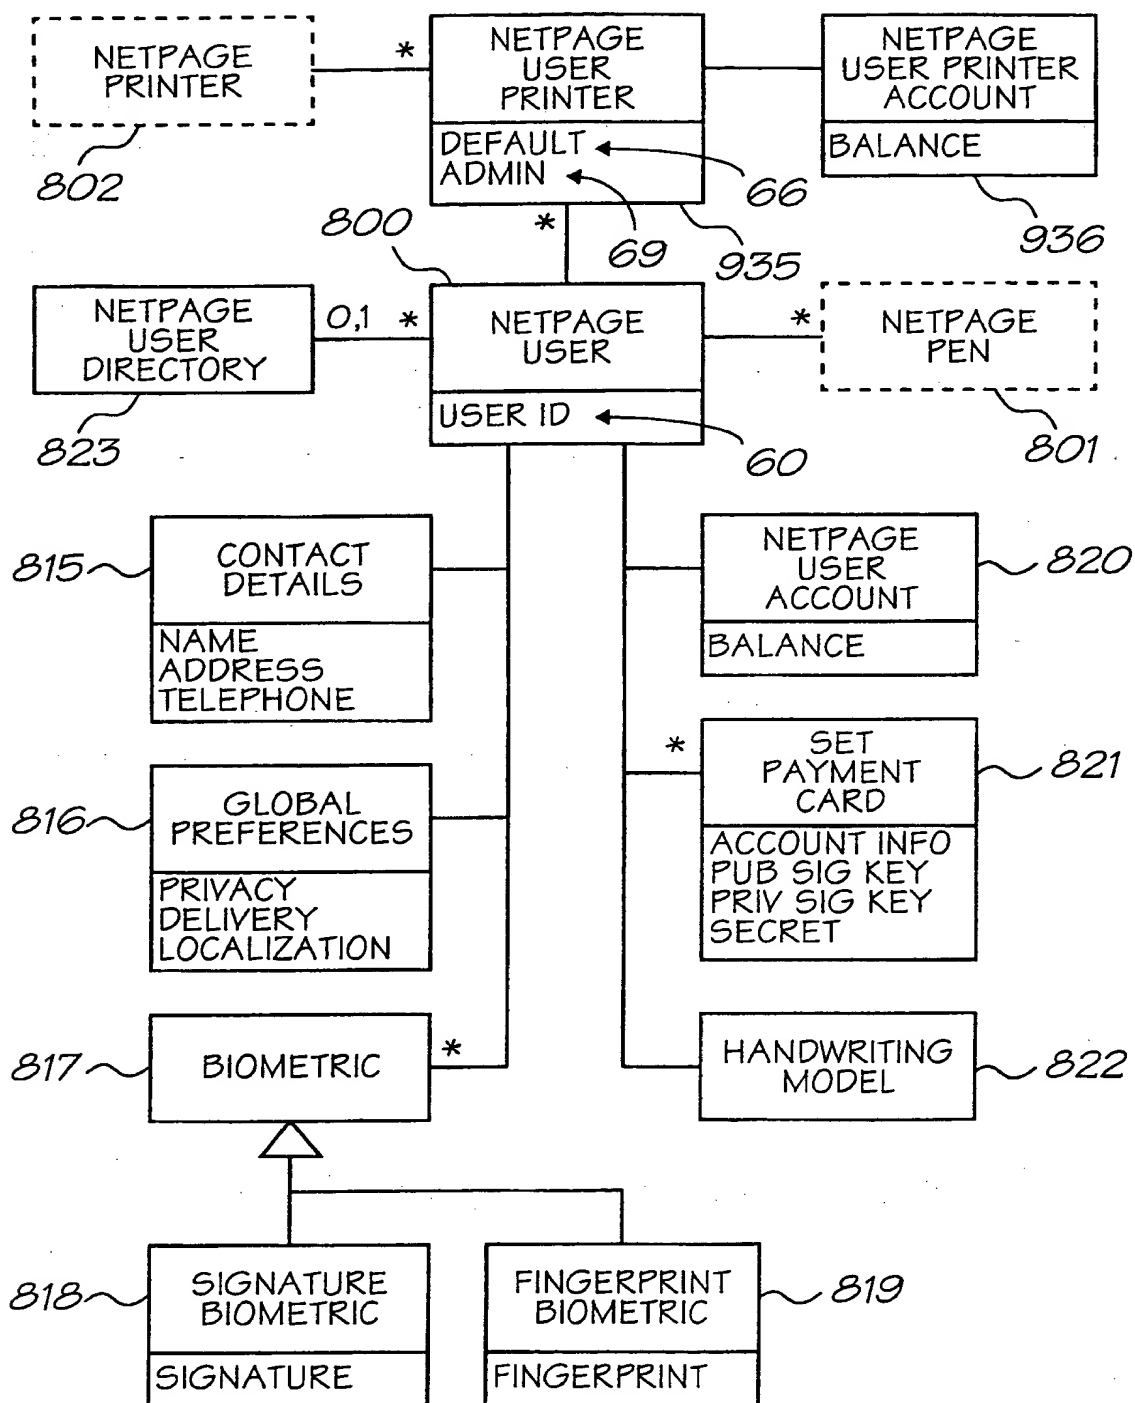 NETPAGE
PRINTER
802
*
NETPAGE
USER
PRINTER
DEFAULT
ADMIN
66
69
935
*
NETPAGE
USER PRINTER
ACCOUNT
BALANCE
936
800
NETPAGE
USER
DIRECTORY
823
0,1 *
NETPAGE
USER
USER ID
60
*
NETPAGE
PEN
801
815
CONTACT
DETAILS
NAME
ADDRESS
TELEPHONE
NETPAGE
USER
ACCOUNT
BALANCE
820
816
GLOBAL
PREFERENCES
PRIVACY
DELIVERY
LOCALIZATION
*
SET
PAYMENT
CARD
ACCOUNT INFO
PUB SIG KEY
PRIV SIG KEY
SECRET
821
817
BIOMETRIC
*
HANDWRITING
MODEL
822
818
SIGNATURE
BIOMETRIC
SIGNATURE
FINGERPRINT
BIOMETRIC
FINGERPRINT
819